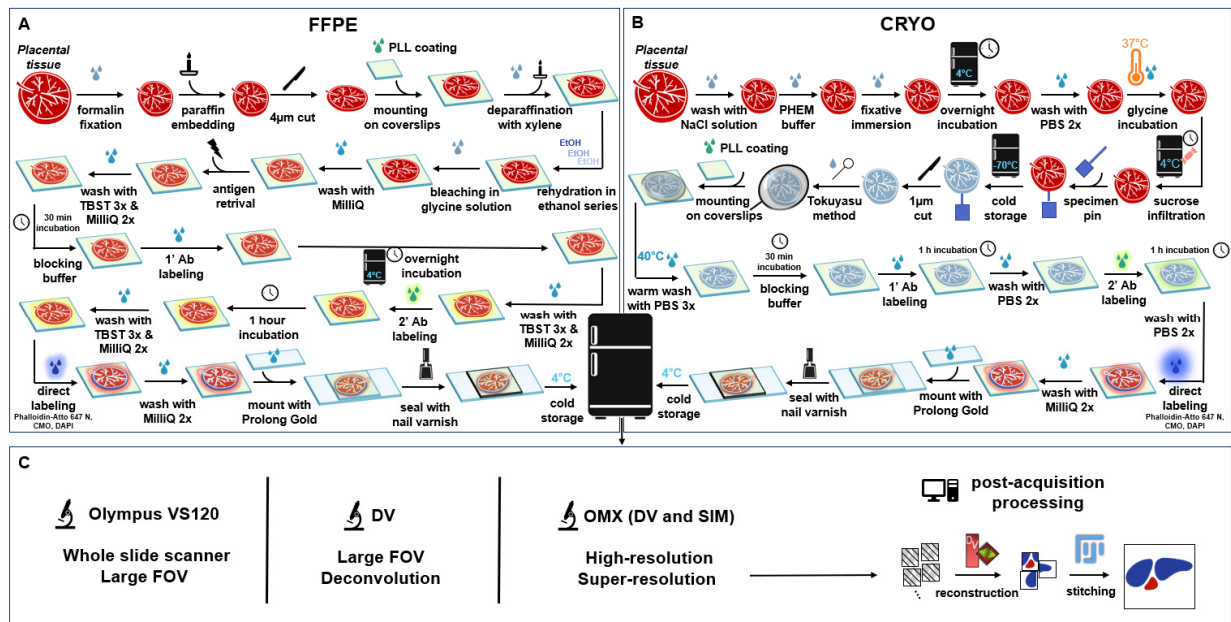 A
FFPE
Placental
tissue
formalin
fixation
paraffin
embedding
4µm cut
PLL coating
mounting
on coverslips
deparaffination
with xylene
EtOH
EtOH
EtOH
rehydration in
ethanol series
bleaching in
glycine solution
wash with
MilliQ
antigen
retrival
wash with
TBST 3x &
MilliQ 2x
30 min
incubation
blocking
buffer
1' Ab
labeling
4°C
overnight
incubation
wash with
TBST 3x &
MilliQ 2x
2' Ab
labeling
1 hour
incubation
wash with
TBST 3x &
MilliQ 2x
direct
labeling
Phalloidin-Atto 647 N,
CMO, DAPI
wash with
MilliQ 2x
mount with
Prolong Gold
seal with
nail varnish
4°C
cold
storage
B
CRYO
Placental
tissue
wash with
NaCl solution
PHEM
buffer
fixative
immersion
4°C
overnight
incubation
wash with
PBS 2x
37°C
glycine
incubation
4°C
sucrose
infiltration
specimen
pin
-70°C
cold
storage
1µm
cut
Tokuyasu
method
PLL coating
mounting
on coverslips
40°C
warm wash
with PBS 3x
30 min
incubation
blocking
buffer
1' Ab
labeling
1 h incubation
wash with
PBS 2x
2' Ab
labeling
1 h incubation
wash with
PBS 2x
direct
labeling
Phalloidin-Atto 647 N,
CMO, DAPI
wash with
MilliQ 2x
mount with
Prolong Gold
seal with
nail varnish
4°C
cold
storage
C
Olympus VS120
Whole slide scanner
Large FOV
DV
Large FOV
Deconvolution
OMX (DV and SIM)
High-resolution
Super-resolution
post-acquisition
processing
DV
reconstruction
stitching